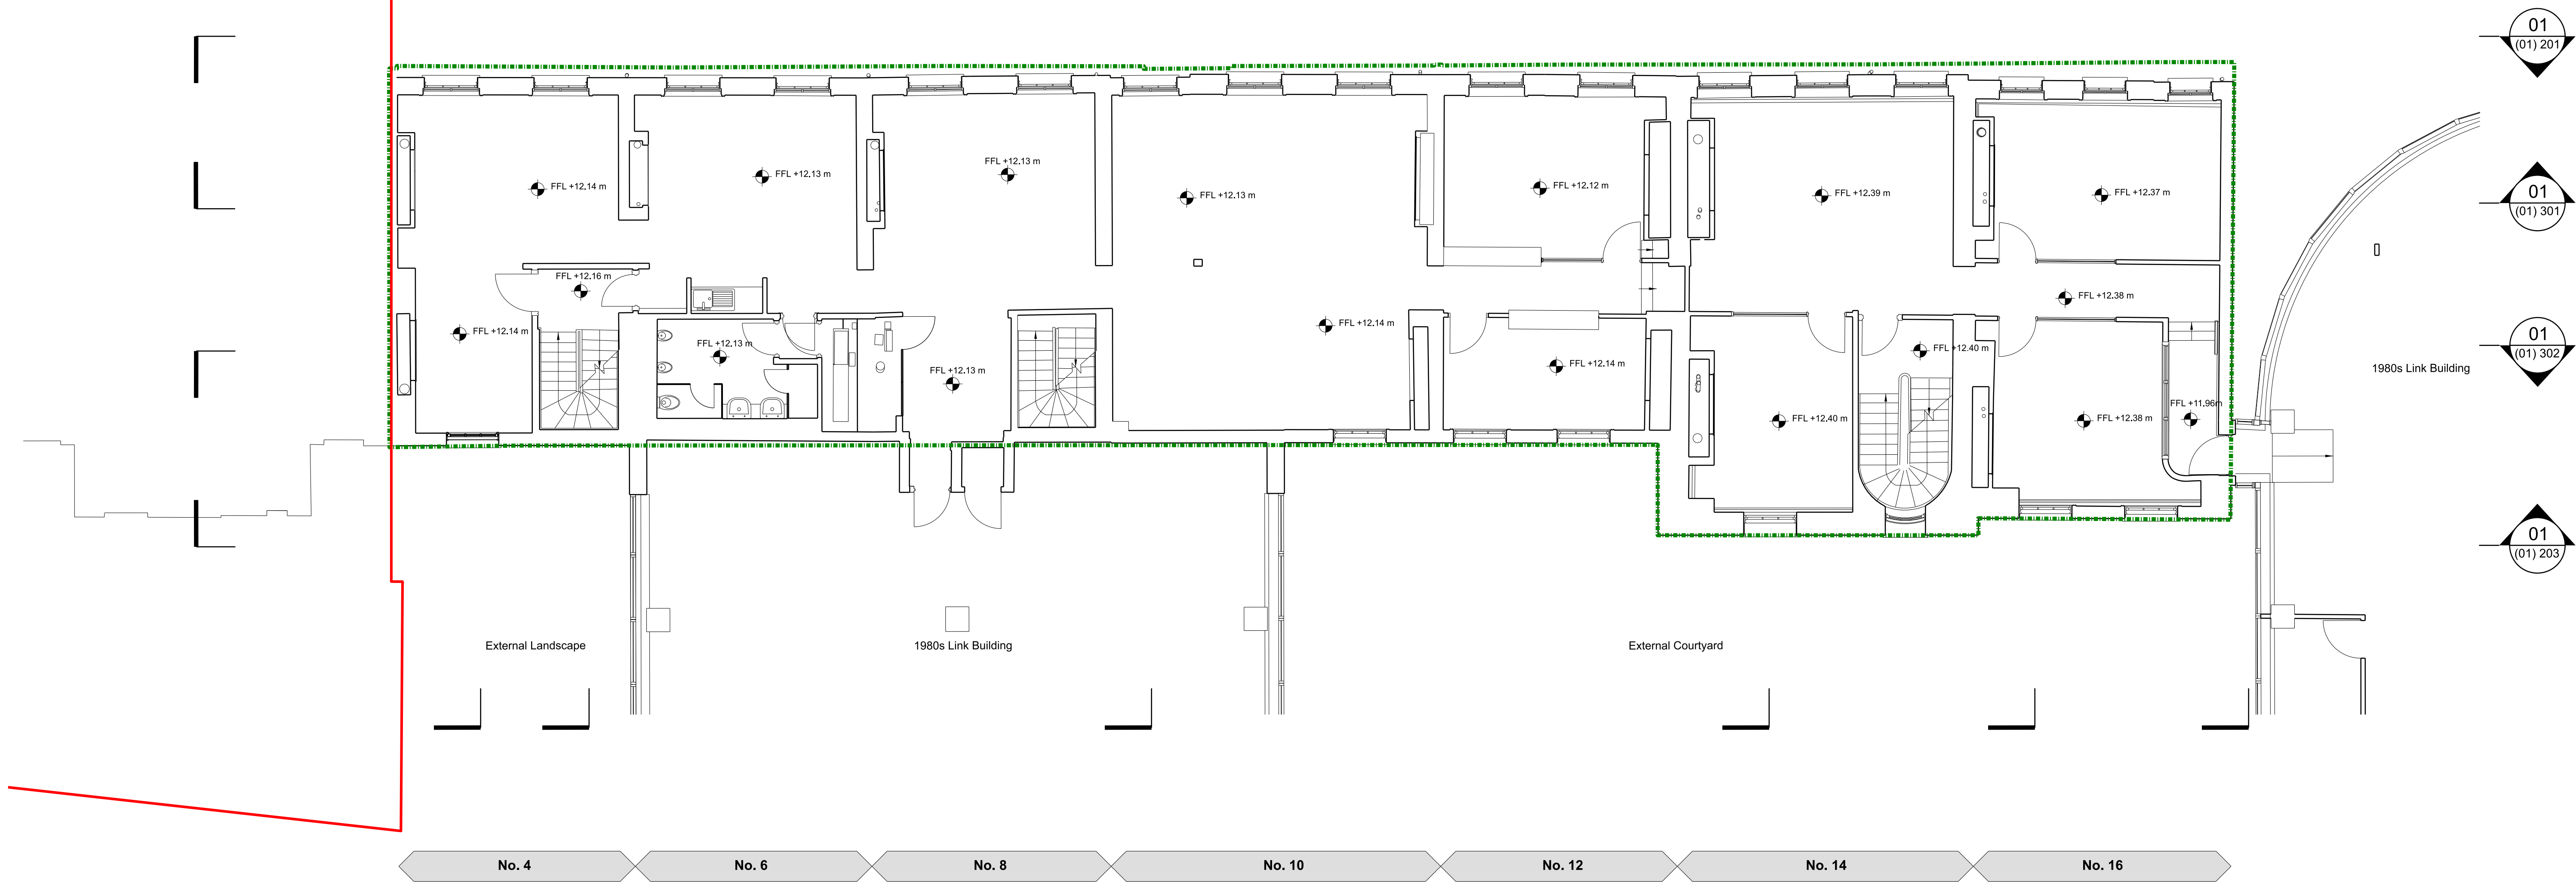 01
(01) 201
FFL +12.13 m
FFL +12.13 m
FFL +12.14 m
FFL +12.12 m
FFL +12.13 m
FFL +12.39 m
FFL +12.37 m
01
(01) 301
FFL +12.16 m
FFL +12.38 m
FFL +12.14 m
FFL +12.14 m
FFL +12.13 m
FFL +12.40 m
01
(01) 302
FFL +12.14 m
FFL +12.13 m
1980s Link Building
FFL +11.96m
FFL +12.40 m
FFL +12.38 m
01
(01) 203
External Landscape
1980s Link Building
External Courtyard
No. 4
No. 6
No. 8
No. 10
No. 12
No. 14
No. 16